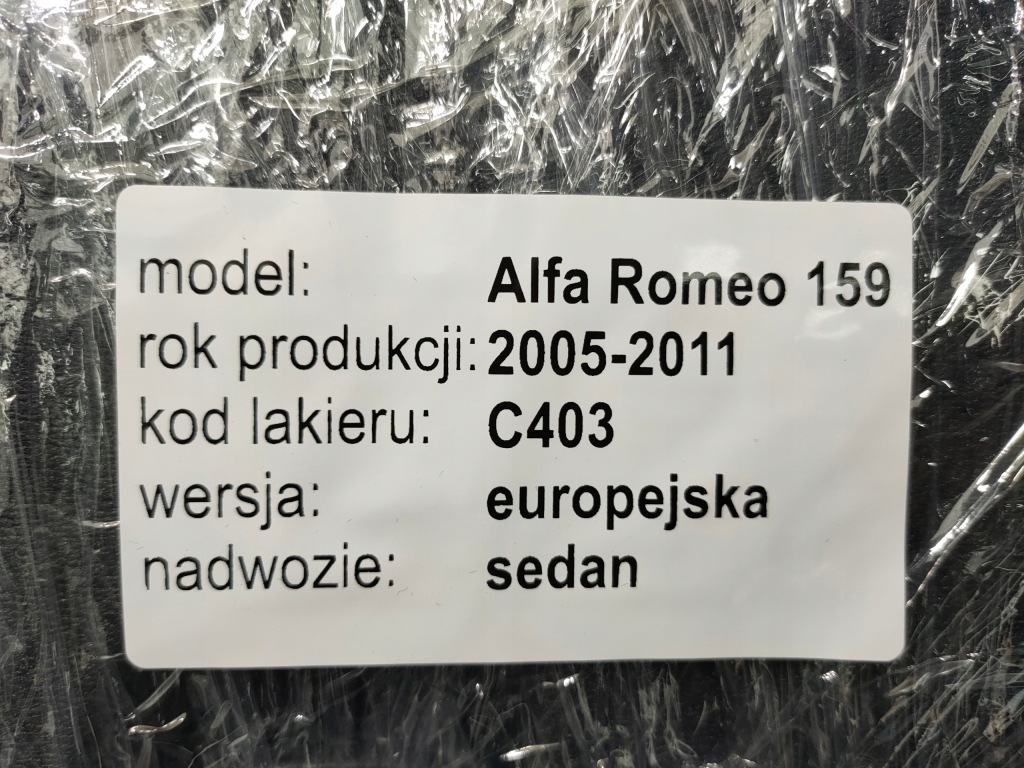 model: Alfa Romeo 159
rok produkcji: 2005-2011
kod lakieru: C403
wersja: europejska
nadwozie: sedan